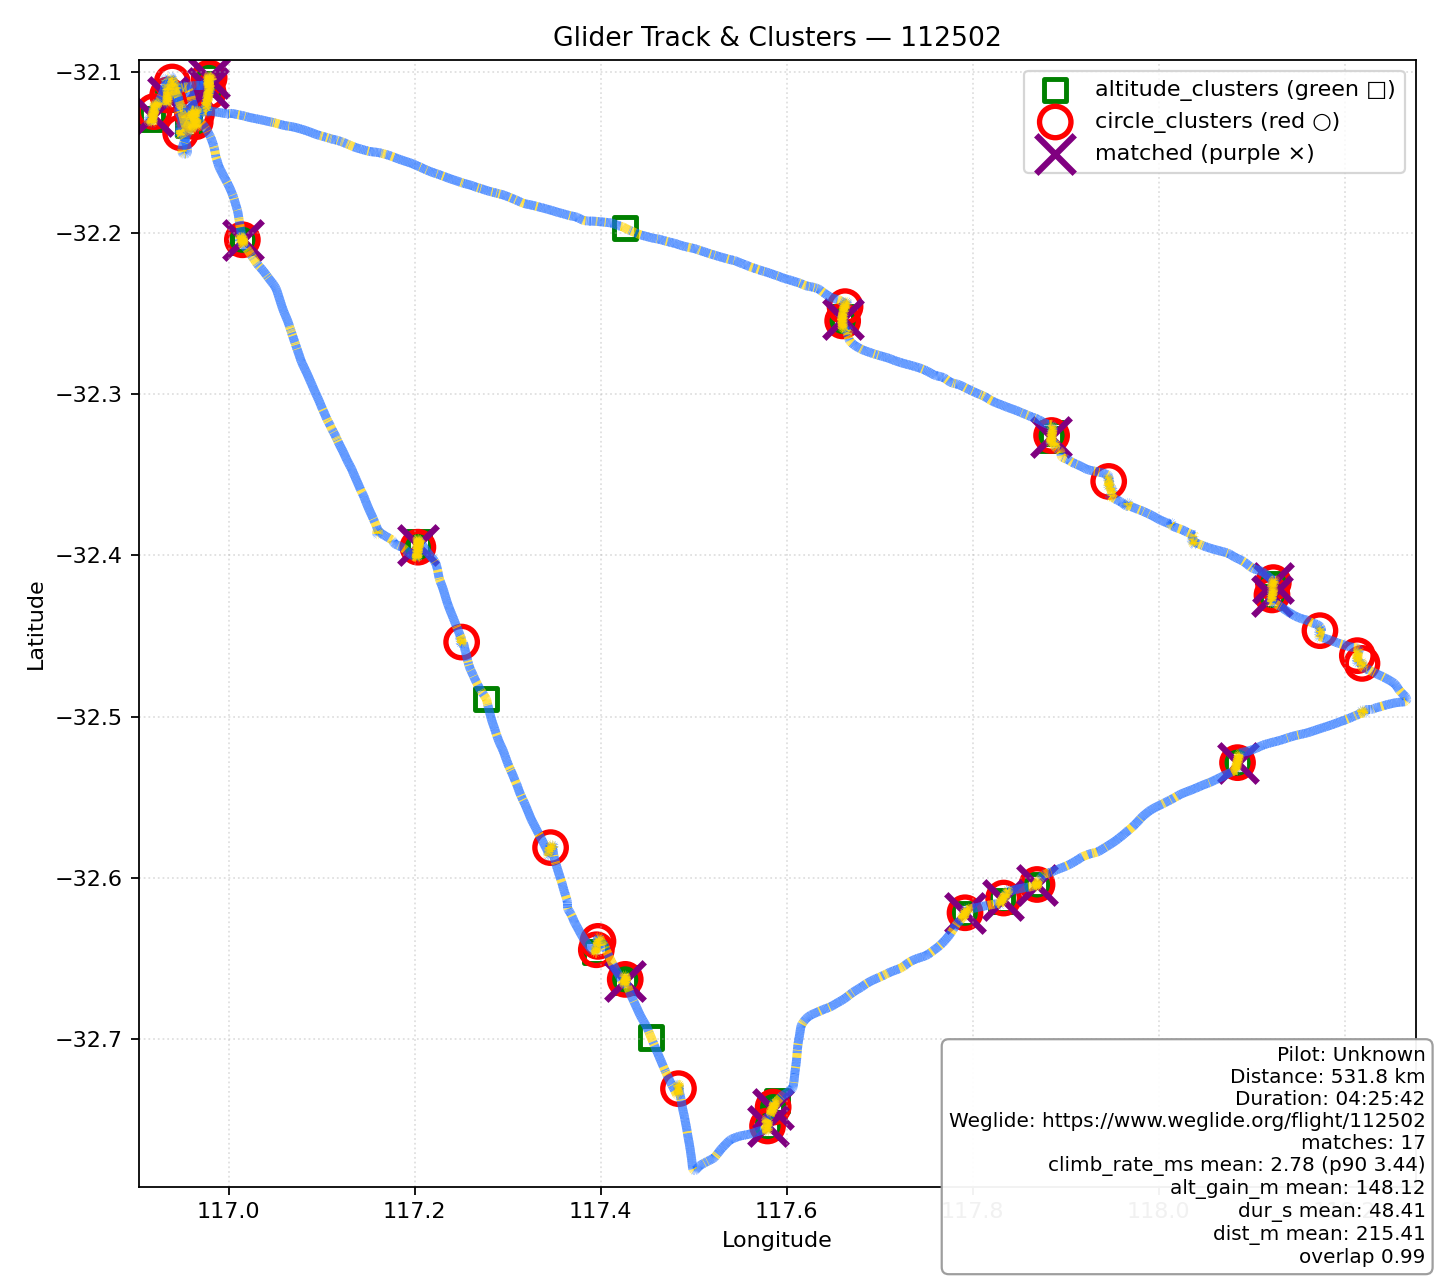 Glider Track & Clusters — 112502
altitude_clusters (green □)
circle_clusters (red ○)
matched (purple ×)
−32.1
−32.2
−32.3
−32.4
−32.5
−32.6
−32.7
Latitude
117.0
117.2
117.4
117.6
117.8
118.0
Longitude
Pilot: Unknown
Distance: 531.8 km
Duration: 04:25:42
Weglide: https://www.weglide.org/flight/112502
matches: 17
climb_rate_ms mean: 2.78 (p90 3.44)
alt_gain_m mean: 148.12
dur_s mean: 48.41
dist_m mean: 215.41
overlap 0.99